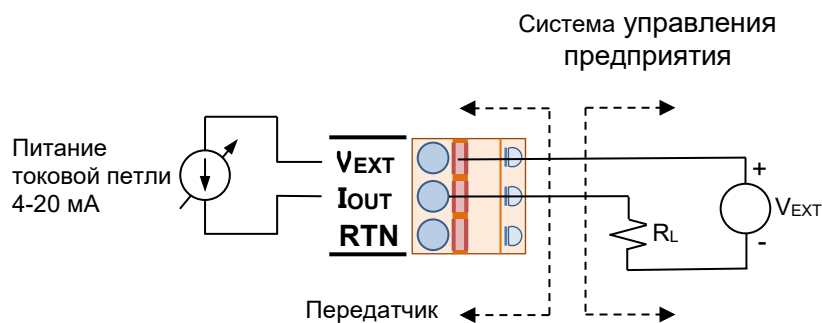 Система управления
предприятия
Питание
токовой петли
4-20 мА
VEXT
IOUT
RTN
+
VEXT
-
RL
Передатчик